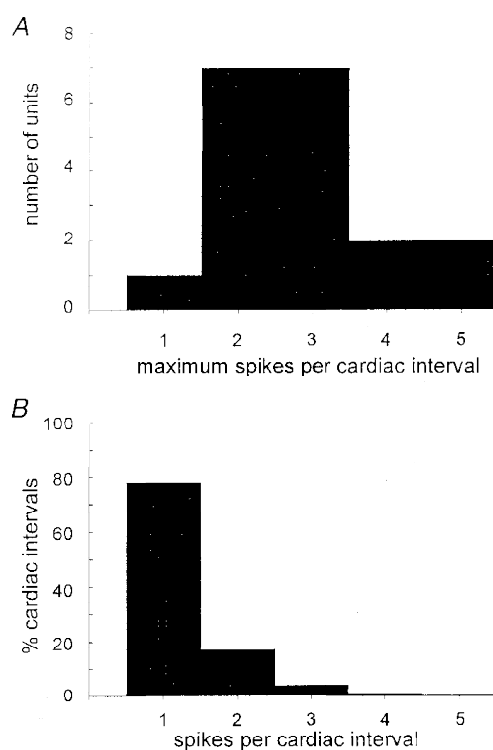 A
8
6
4
2
0
number of units
1 2 3 4 5
maximum spikes per cardiac interval
B
100
80
60
40
20
0
% cardiac intervals
1 2 3 4 5
spikes per cardiac interval